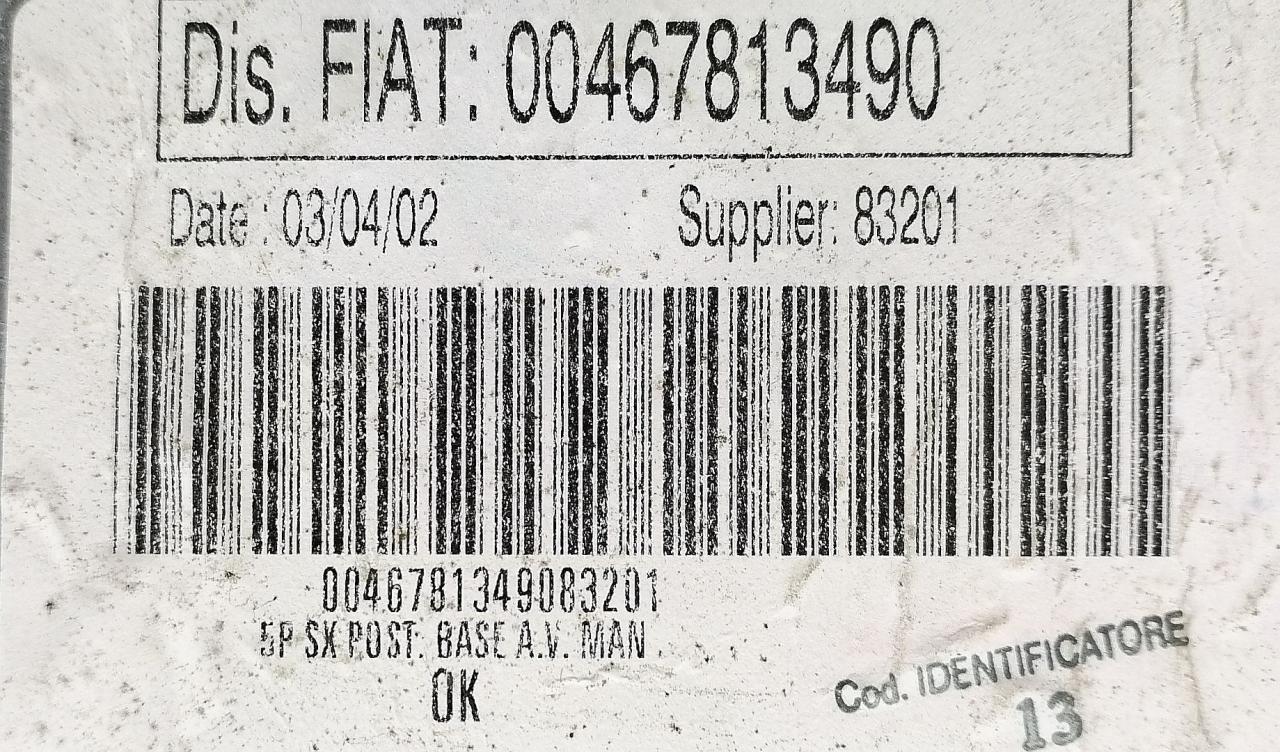 Dis. FIAT: 00467813490
Date : 03/04/02
Supplier: 83201
0046781349083201
5P SX POST. BASE A.V. MAN
OK
Cod. IDENTIFICATORE
13